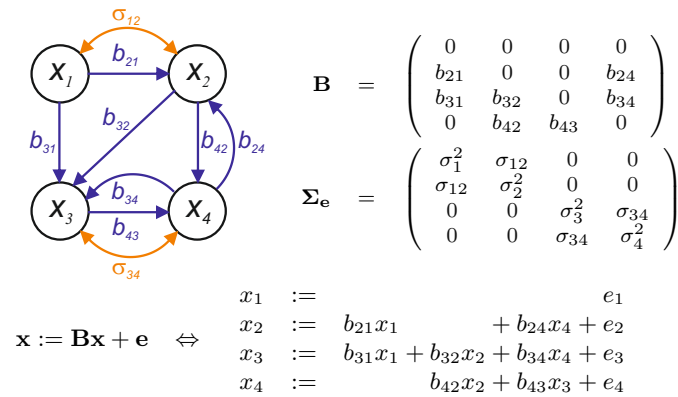 σ₁₂
x₁ b₂₁ x₂
b₃₁ b₃₂ b₄₂ b₂₄
b₃₄
x₃ b₄₃ x₄
σ₃₄
B = ( 0 0 0 0
b₂₁ 0 0 b₂₄
b₃₁ b₃₂ 0 b₃₄
0 b₄₂ b₄₃ 0 )
Σₑ = ( σ₁² σ₁₂ 0 0
σ₁₂ σ₂² 0 0
0 0 σ₃² σ₃₄
0 0 σ₃₄ σ₄² )
x := Bx + e ⇔
x₁ := e₁
x₂ := b₂₁x₁ + b₂₄x₄ + e₂
x₃ := b₃₁x₁ + b₃₂x₂ + b₃₄x₄ + e₃
x₄ := b₄₂x₂ + b₄₃x₃ + e₄